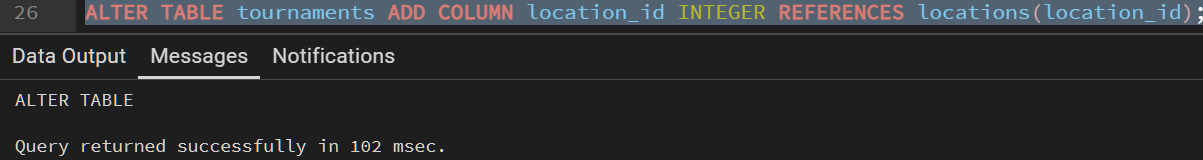 26 ALTER TABLE tournaments ADD COLUMN location_id INTEGER REFERENCES locations(location_id);
Data Output Messages Notifications
ALTER TABLE
Query returned successfully in 102 msec.